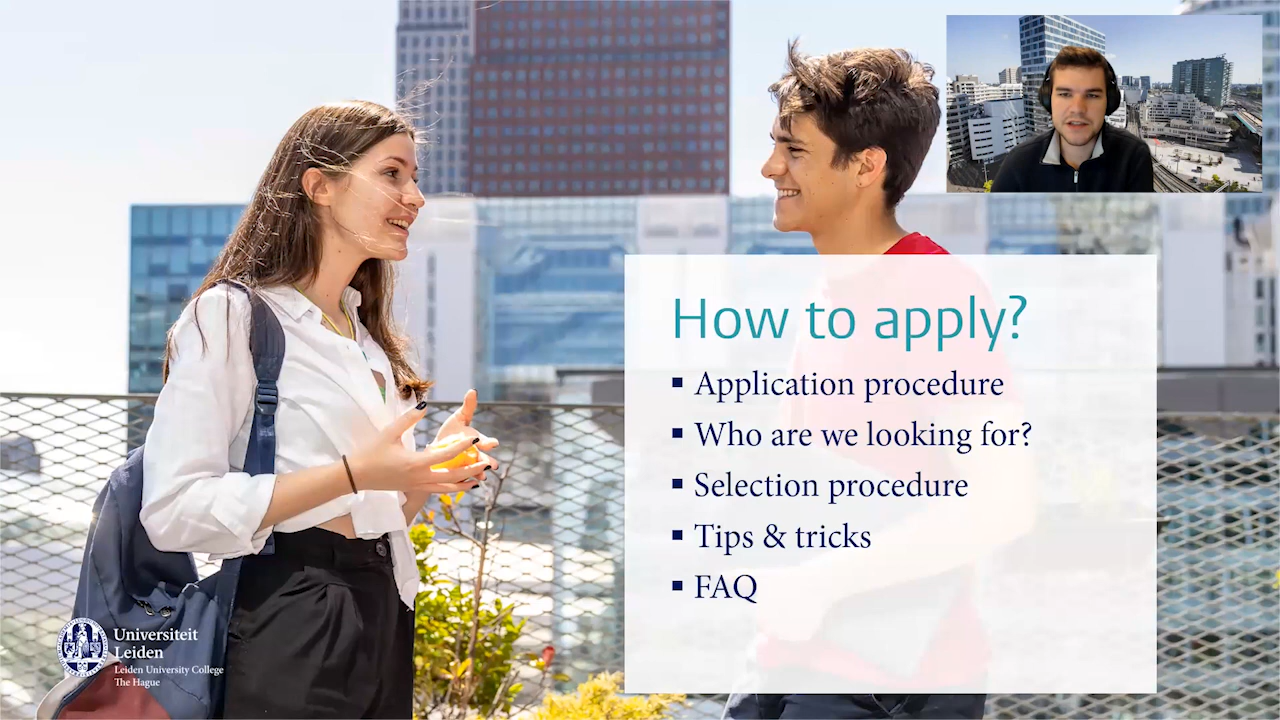 How to apply?
▪ Application procedure
▪ Who are we looking for?
▪ Selection procedure
▪ Tips & tricks
▪ FAQ
Universiteit
Leiden
Leiden University College
The Hague